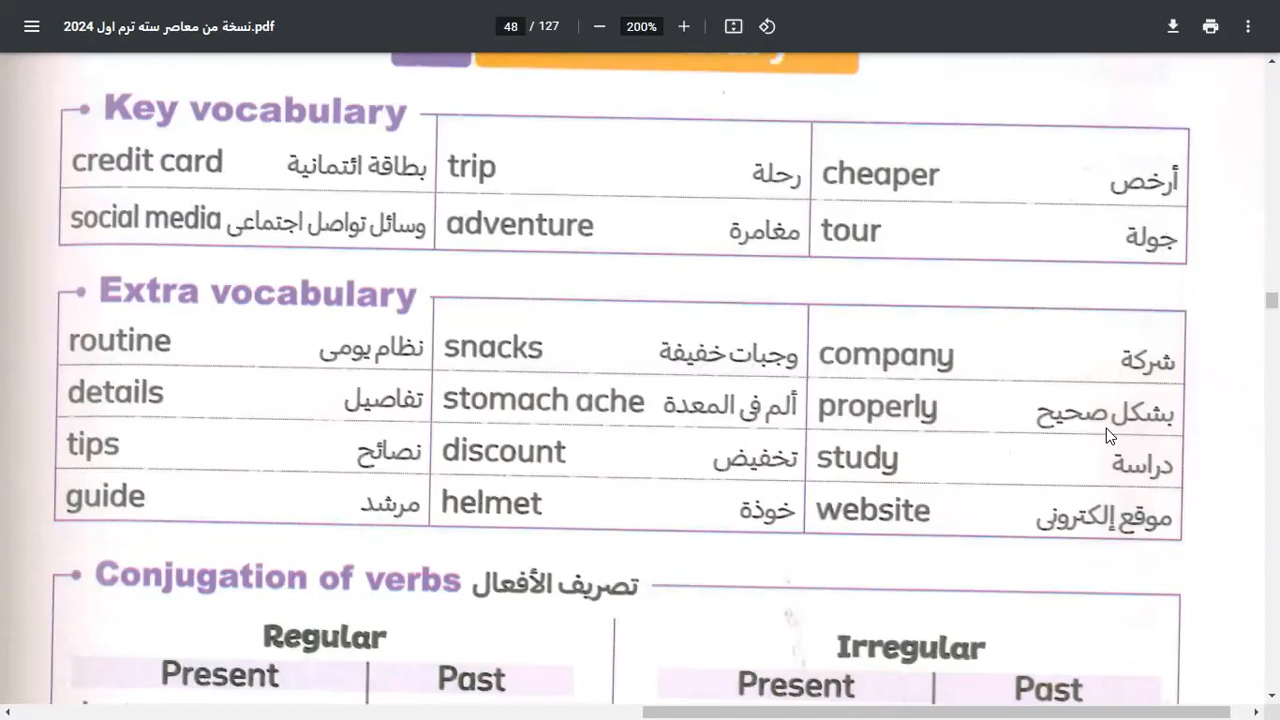 نسخة من معاصر سته ترم اول 2024.pdf
48 / 127
200%
Key vocabulary
credit card بطاقة ائتمانية trip رحلة cheaper أرخص
social media وسائل تواصل اجتماعى adventure مغامرة tour جولة
Extra vocabulary
routine نظام يومى snacks وجبات خفيفة company شركة
details تفاصيل stomach ache ألم فى المعدة properly بشكل صحيح
tips نصائح discount تخفيض study دراسة
guide مرشد helmet خوذة website موقع إلكترونى
Conjugation of verbs تصريف الأفعال
Regular Irregular
Present Past Present Past